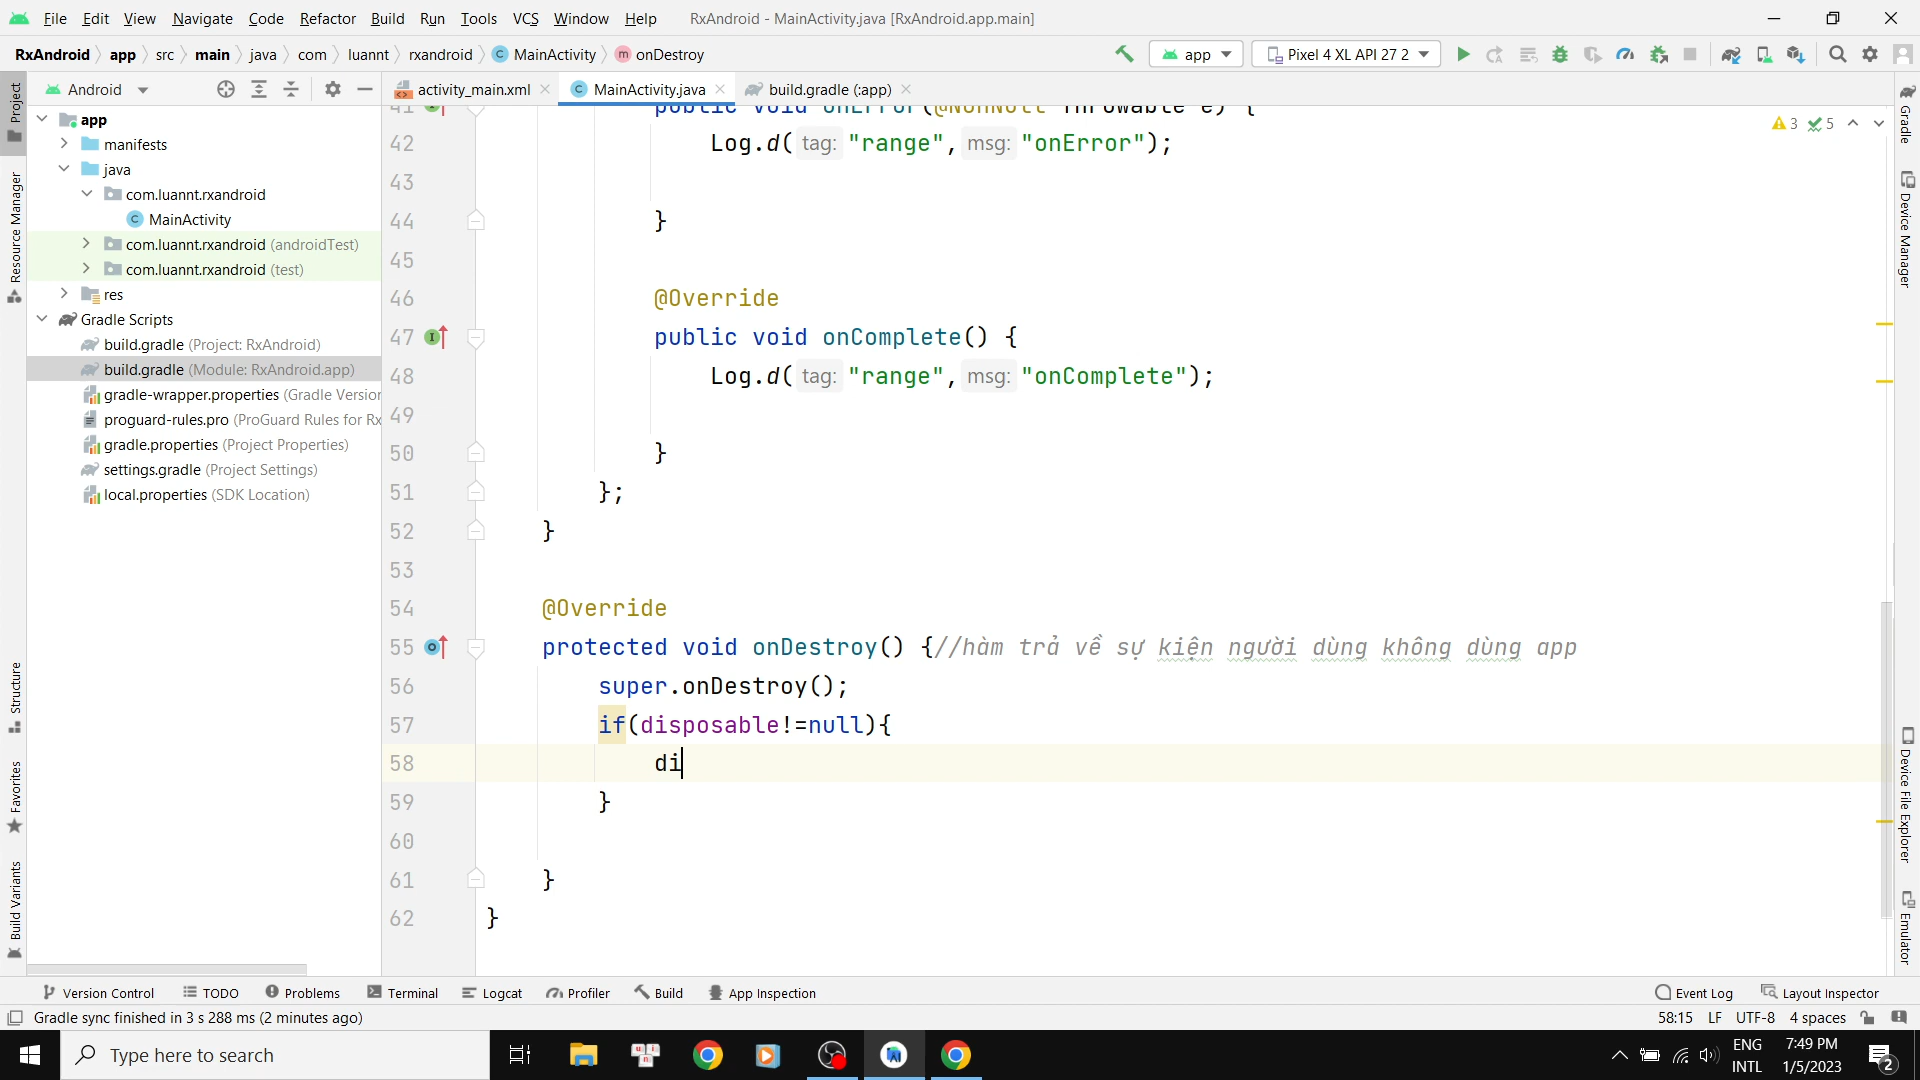 File Edit View Navigate Code Refactor Build Run Tools VCS Window Help RxAndroid - MainActivity.java [RxAndroid.app.main]
RxAndroid app src main java com luannt rxandroid MainActivity onDestroy app Pixel 4 XL API 27 2
Android activity_main.xml MainActivity.java build.gradle (:app)
Project
Resource Manager
Structure
Favorites
Build Variants
app
manifests
java
com.luannt.rxandroid
MainActivity
com.luannt.rxandroid (androidTest)
com.luannt.rxandroid (test)
res
Gradle Scripts
build.gradle (Project: RxAndroid)
build.gradle (Module: RxAndroid.app)
gradle-wrapper.properties (Gradle Version
proguard-rules.pro (ProGuard Rules for Rx
gradle.properties (Project Properties)
settings.gradle (Project Settings)
local.properties (SDK Location)
3 5
41 public void onError(@NonNull Throwable e) {
42 Log.d( tag: "range", msg: "onError");
43
44 }
45
46 @Override
47 public void onComplete() {
48 Log.d( tag: "range", msg: "onComplete");
49
50 }
51 };
52 }
53
54 @Override
55 protected void onDestroy() {//hàm trả về sự kiện người dùng không dùng app
56 super.onDestroy();
57 if(disposable!=null){
58 di
59 }
60
61 }
62 }
Gradle
Device Manager
Device File Explorer
Emulator
Version Control TODO Problems Terminal Logcat Profiler Build App Inspection Event Log Layout Inspector
Gradle sync finished in 3 s 288 ms (2 minutes ago) 58:15 LF UTF-8 4 spaces
Type here to search
ENG
INTL
7:49 PM
1/5/2023
2